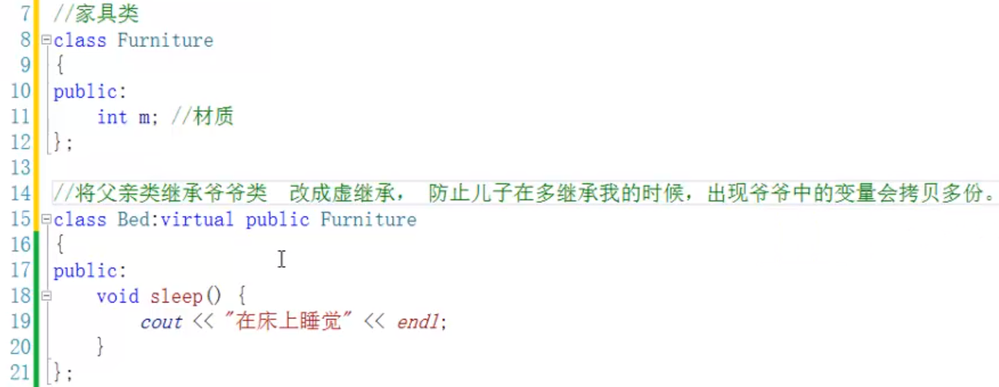 7 //家具类
8 class Furniture
9 {
10 public:
11 int m; //材质
12 };
13
14 //将父亲类继承爷爷类 改成虚继承， 防止儿子在多继承我的时候，出现爷爷中的变量会拷贝多份。
15 class Bed:virtual public Furniture
16 {
17 public:
18 void sleep() {
19 cout << "在床上睡觉" << endl;
20 }
21 };